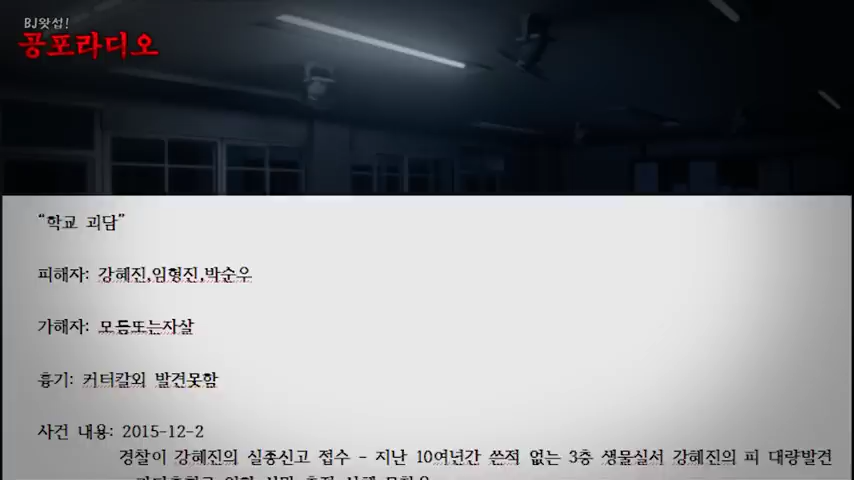 BJ왓섭!
공포라디오
“학교 괴담”
피해자: 강혜진,임형진,박순우
가해자: 모듬또는자살
흉기: 커터칼외 발견못함
사건 내용: 2015-12-2
경찰이 강혜진의 실종신고 접수 - 지난 10여년간 쓴적 없는 3층 생물실서 강혜진의 피 대량발견